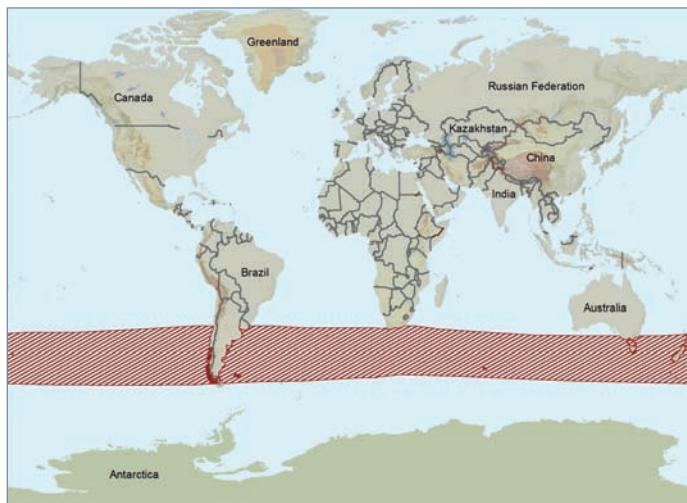 Greenland
Canada
Russian Federation
Kazakhstan
China
India
Brazil
Australia
Antarctica